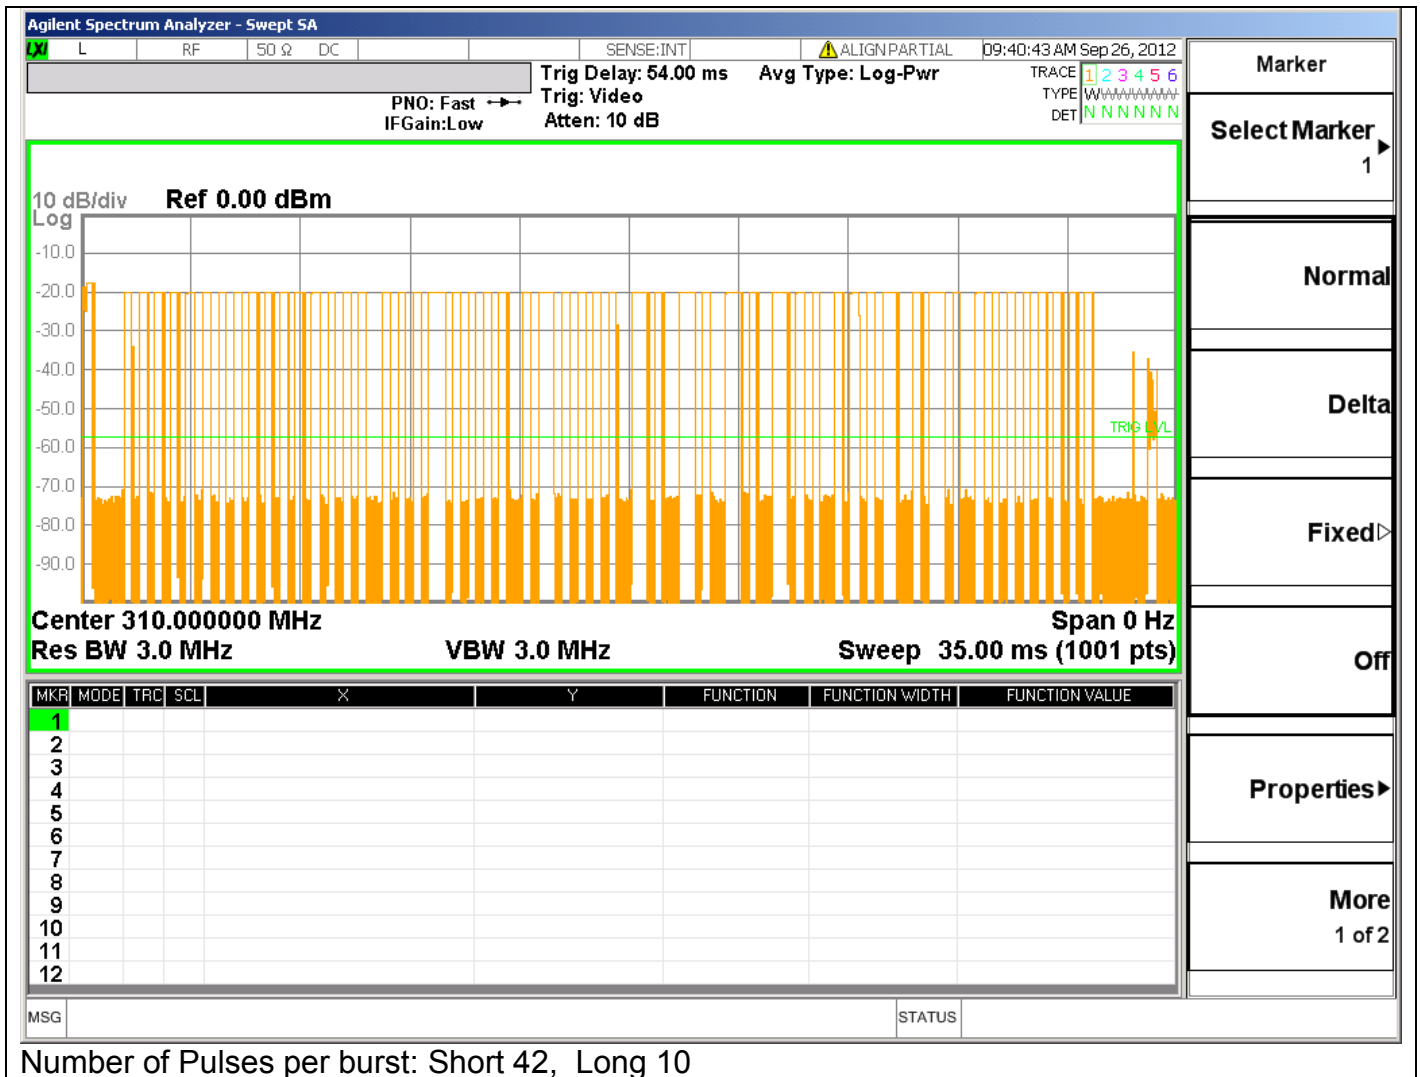 Agilent Spectrum Analyzer - Swept SA
LXI L RF 50 Ω DC SENSE:INT ALIGN PARTIAL 09:40:43 AM Sep 26, 2012
Trig Delay: 54.00 ms Avg Type: Log-Pwr TRACE 1 2 3 4 5 6
PNO: Fast Trig: Video TYPE WWWWWW
IFGain:Low Atten: 10 dB DET N N N N N N
10 dB/div Ref 0.00 dBm
Log
-10.0
-20.0
-30.0
-40.0
-50.0
TRIG LVL
-60.0
-70.0
-80.0
-90.0
Center 310.000000 MHz Span 0 Hz
Res BW 3.0 MHz VBW 3.0 MHz Sweep 35.00 ms (1001 pts)
MKR MODE TRC SCL X Y FUNCTION FUNCTION WIDTH FUNCTION VALUE
1
2
3
4
5
6
7
8
9
10
11
12
MSG STATUS
Marker
Select Marker
1
Normal
Delta
Fixed
Off
Properties
More
1 of 2
Number of Pulses per burst: Short 42, Long 10